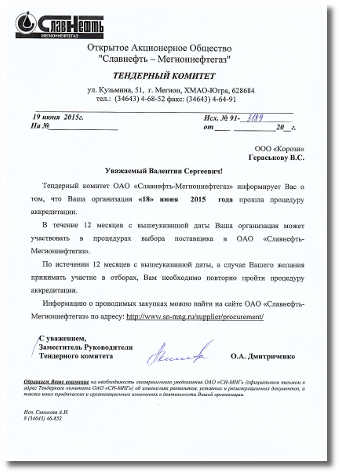 СЛАВНЕФТЬ
МЕГИОННЕФТЕГАЗ
Открытое Акционерное Общество
"Славнефть – Мегионнефтегаз"
ТЕНДЕРНЫЙ КОМИТЕТ
ул. Кузьмина, 51, г. Мегион, ХМАО-Югра, 628684
тел.: (34643) 4-68-52 факс: (34643) 4-64-91
19 июня 2015г. Исх. № 91- 3189
На № от 20 г.
ООО «Корози»
Гераськову В.С.
Уважаемый Валентин Сергеевич!
Тендерный комитет ОАО «Славнефть-Мегионнефтегаз» информирует Вас о
том, что Ваша организация «18» июня 2015 года прошла процедуру
аккредитации.
В течение 12 месяцев с вышеуказанной даты Ваша организация может
участвовать в процедурах выбора поставщика в ОАО «Славнефть-
Мегионнефтегаз».
По истечении 12 месяцев с вышеуказанной даты, в случае Вашего желания
принимать участие в отборах, Вам необходимо повторно пройти процедуру
аккредитации.
Информацию о проводимых закупках можно найти на сайте ОАО «Славнефть-
Мегионнефтегаз» по адресу: http://www.sn-mng.ru/supplier/procurement/
С уважением,
Заместитель Руководителя
Тендерного комитета О.А. Дмитриченко
Обращаем Ваше внимание на необходимость своевременного уведомления ОАО «СН-МНГ» (официальным письмом в
адрес Тендерного комитета ОАО «СН-МНГ») об изменениях реквизитов, уставных и регистрационных документов, а
также иных юридических и организационных изменениях в деятельности Вашей организации.
Исп. А.Н.
8 (34643) 46-852